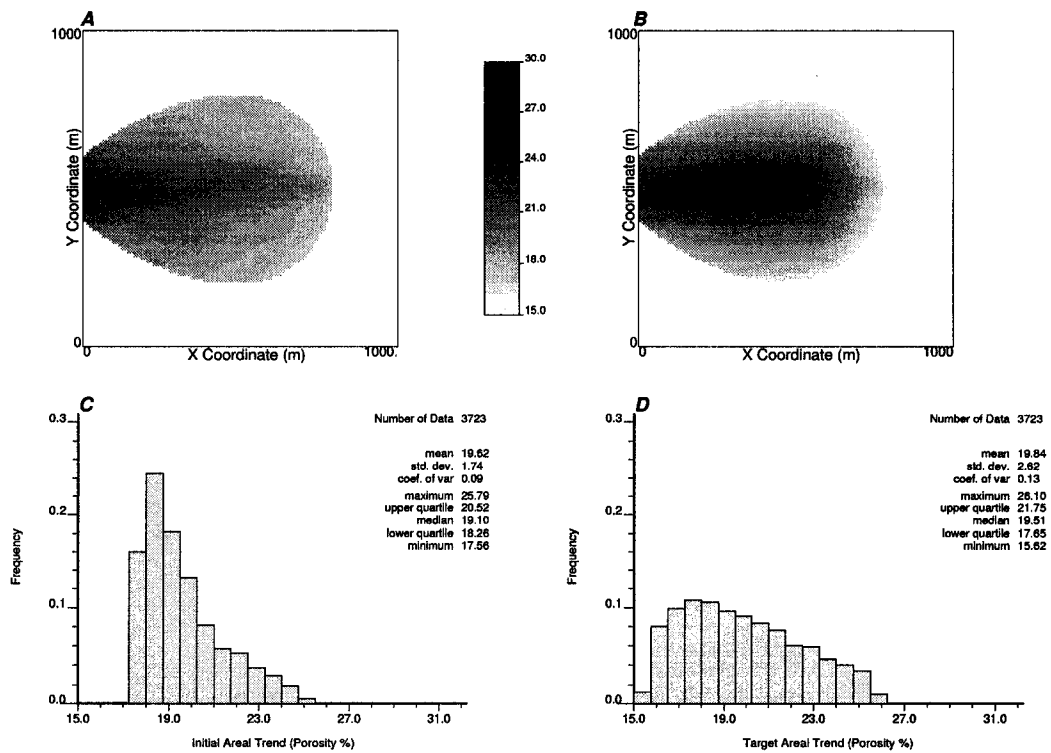 A
1000
Y Coordinate (m)
0
0
X Coordinate (m)
1000.
30.0
27.0
24.0
21.0
18.0
15.0
B
1000
Y Coordinate (m)
0
0
X Coordinate (m)
1000
C
0.3
0.2
0.1
0.0
Frequency
15.0 19.0 23.0 27.0 31.0
Initial Areal Trend (Porosity %)
Number of Data 3723
mean 19.62
std. dev. 1.74
coef. of var 0.09
maximum 25.79
upper quartile 20.52
median 19.10
lower quartile 18.26
minimum 17.56
D
0.3
0.2
0.1
0.0
Frequency
15.0 19.0 23.0 27.0 31.0
Target Areal Trend (Porosity %)
Number of Data 3723
mean 19.84
std. dev. 2.62
coef. of var 0.13
maximum 26.10
upper quartile 21.75
median 19.51
lower quartile 17.65
minimum 15.62